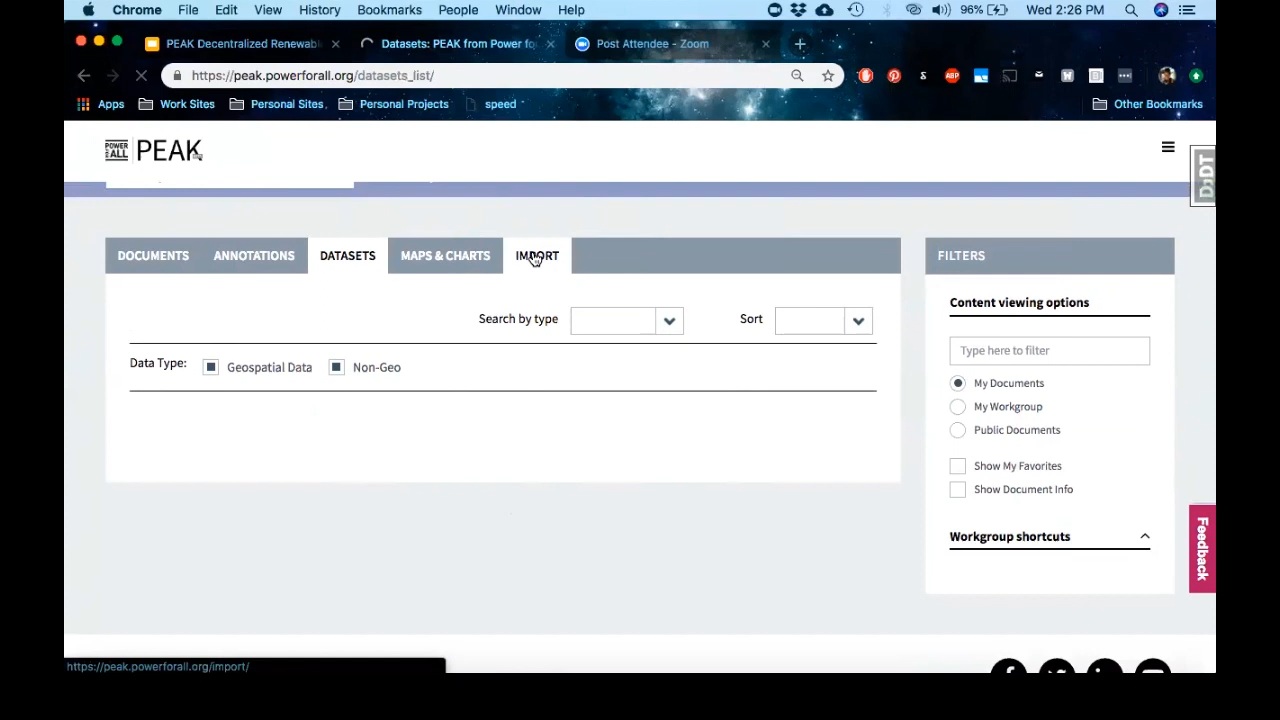 Chrome File Edit View History Bookmarks People Window Help 96% Wed 2:26 PM
PEAK Decentralized Renewabl Datasets: PEAK from Power fo Post Attendee - Zoom
https://peak.powerforall.org/datasets_list/ ABP
Apps Work Sites Personal Sites Personal Projects speed Other Bookmarks
POWER ALL PEAK
DjDT
DOCUMENTS ANNOTATIONS DATASETS MAPS & CHARTS IMPORT FILTERS
Search by type Sort
Data Type: Geospatial Data Non-Geo
Content viewing options
Type here to filter
My Documents
My Workgroup
Public Documents
Show My Favorites
Show Document Info
Workgroup shortcuts
Feedback
https://peak.powerforall.org/import/